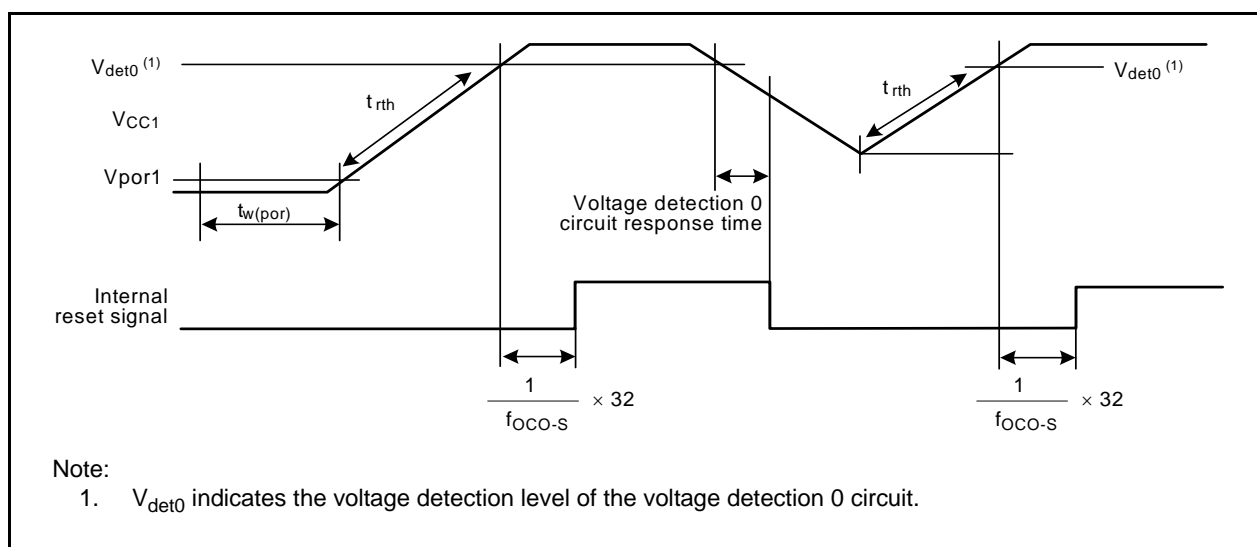 Vdet0 (1)
trth
trth
Vdet0 (1)
VCC1
Vpor1
tw(por)
Voltage detection 0
circuit response time
Internal
reset signal
1
fOCO-S
× 32
1
fOCO-S
× 32
Note:
1. Vdet0 indicates the voltage detection level of the voltage detection 0 circuit.